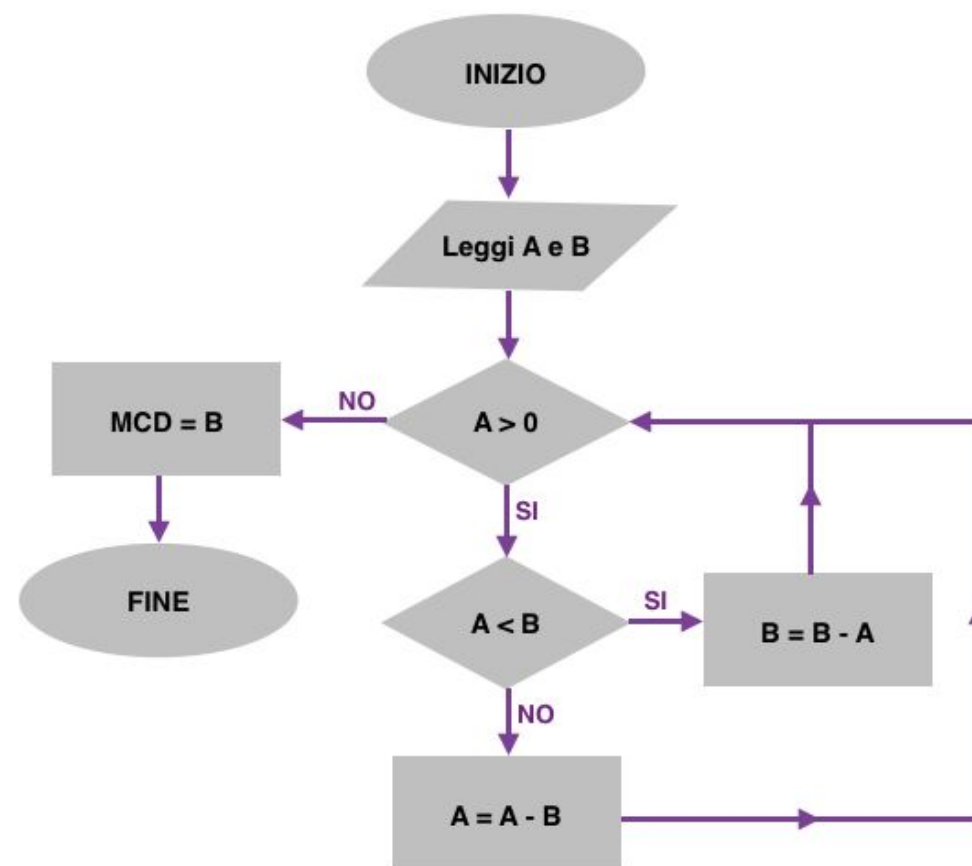 INIZIO
Leggi A e B
A > 0
NO
MCD = B
FINE
SI
A < B
SI
B = B - A
NO
A = A - B